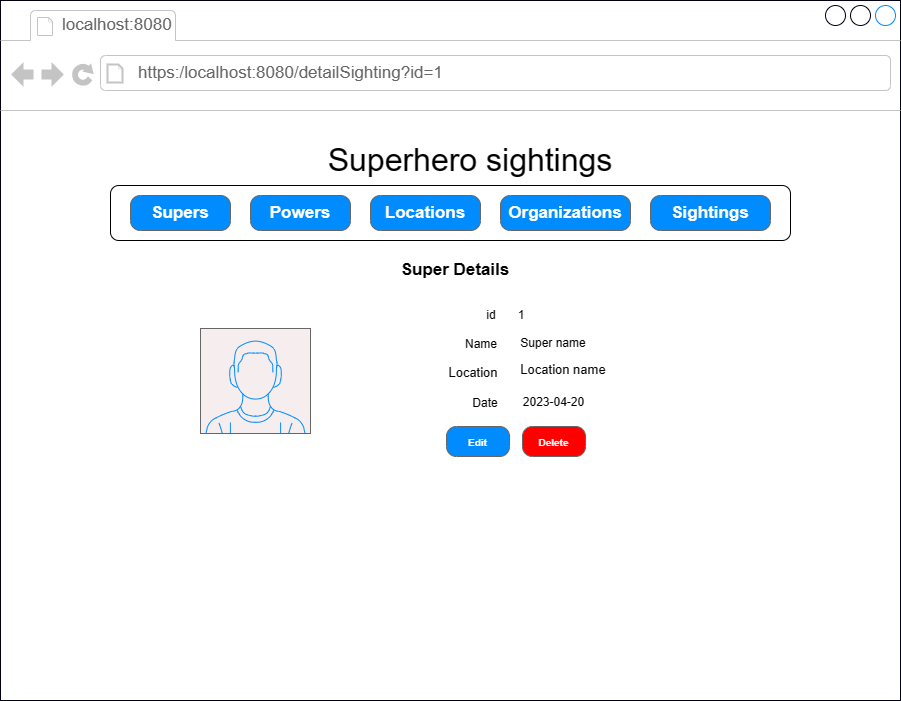 localhost:8080
https:/localhost:8080/detailSighting?id=1
Superhero sightings
Supers Powers Locations Organizations Sightings
Super Details
id 1
Name Super name
Location Location name
Date 2023-04-20
Edit Delete